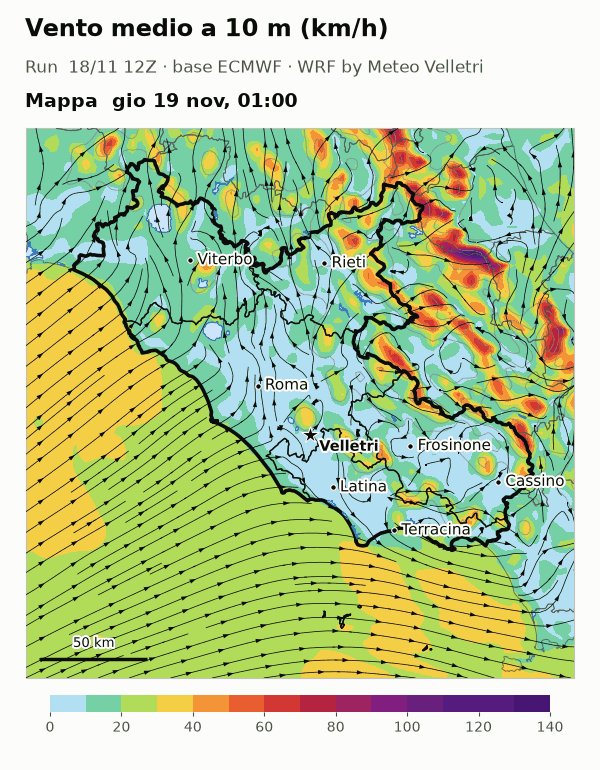 Vento medio a 10 m (km/h)
Run 18/11 12Z · base ECMWF · WRF by Meteo Velletri
Mappa gio 19 nov, 01:00
Viterbo
Rieti
Roma
Velletri
Frosinone
Latina
Cassino
Terracina
50 km
0 20 40 60 80 100 120 140